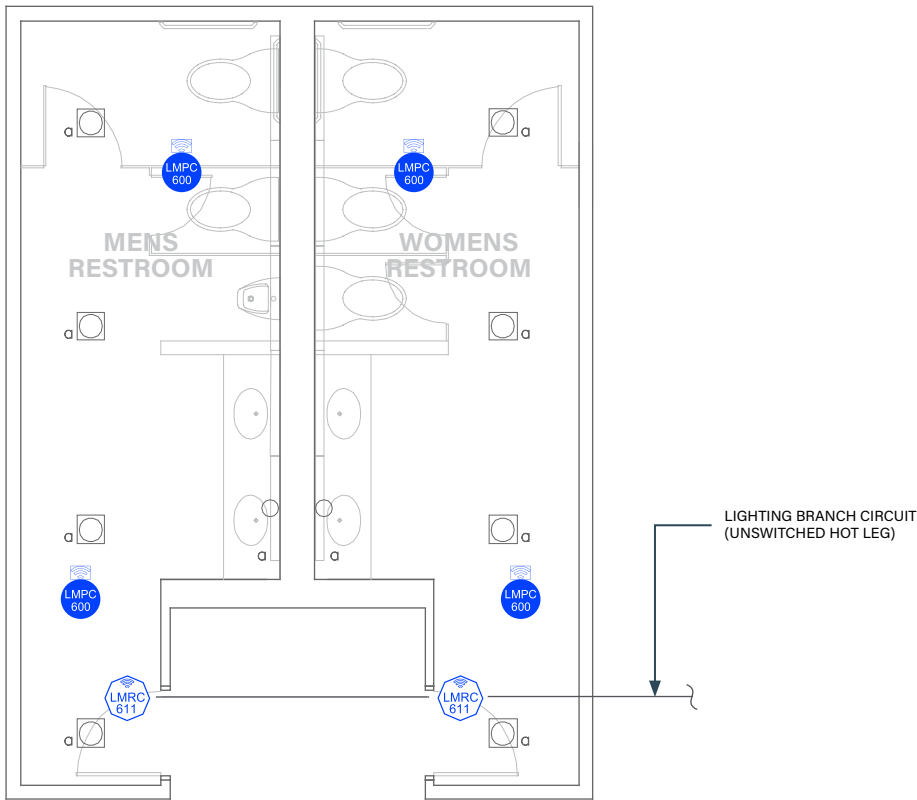 a
a
LMPC
600
LMPC
600
MENS
RESTROOM
WOMENS
RESTROOM
a
a
LIGHTING BRANCH CIRCUIT
(UNSWITCHED HOT LEG)
a
a
a
a
LMPC
600
LMPC
600
LMRC
611
LMRC
611
a
a